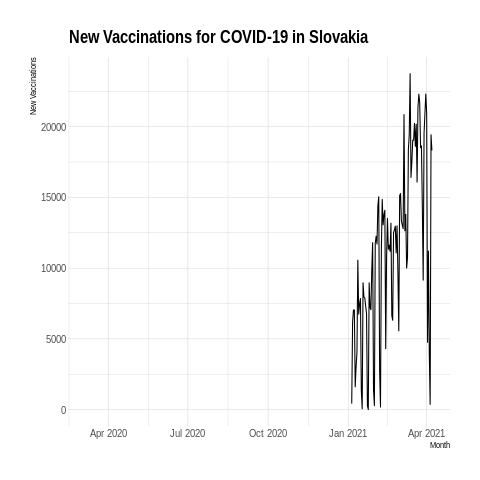 New Vaccinations for COVID-19 in Slovakia
New Vaccinations
20000
15000
10000
5000
0
Apr 2020 Jul 2020 Oct 2020 Jan 2021 Apr 2021
Month